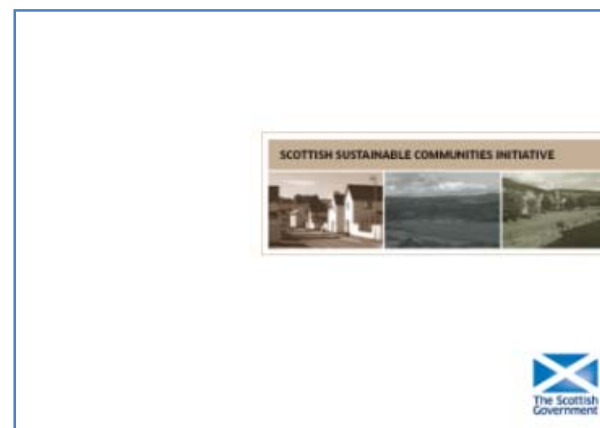 SCOTTISH SUSTAINABLE COMMUNITIES INITIATIVE
The Scottish
Government